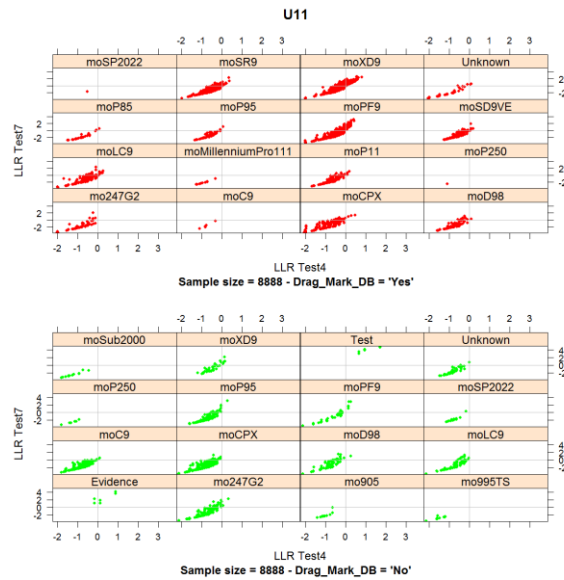 U11
-2 -1 0 1 2 3 -2 -1 0 1 2 3
moSP2022 moSR9 moXD9 Unknown
2
-2
moP85 moP95 moPF9 moSD9VE
2
-2
moLC9 moMillenniumPro111 moP11 moP250
2
-2
mo247G2 moC9 moCPX moD98
2
-2
LLR Test7
-2 -1 0 1 2 3 -2 -1 0 1 2 3
LLR Test4
Sample size = 8888 - Drag_Mark_DB = 'Yes'
-2 -1 0 1 2 3 -2 -1 0 1 2 3
moSub2000 moXD9 Test Unknown
moP250 moP95 moPF9 moSP2022
moC9 moCPX moD98 moLC9
Evidence mo247G2 mo905 mo995TS
LLR Test7
-2 -1 0 1 2 3 -2 -1 0 1 2 3
LLR Test4
Sample size = 8888 - Drag_Mark_DB = 'No'